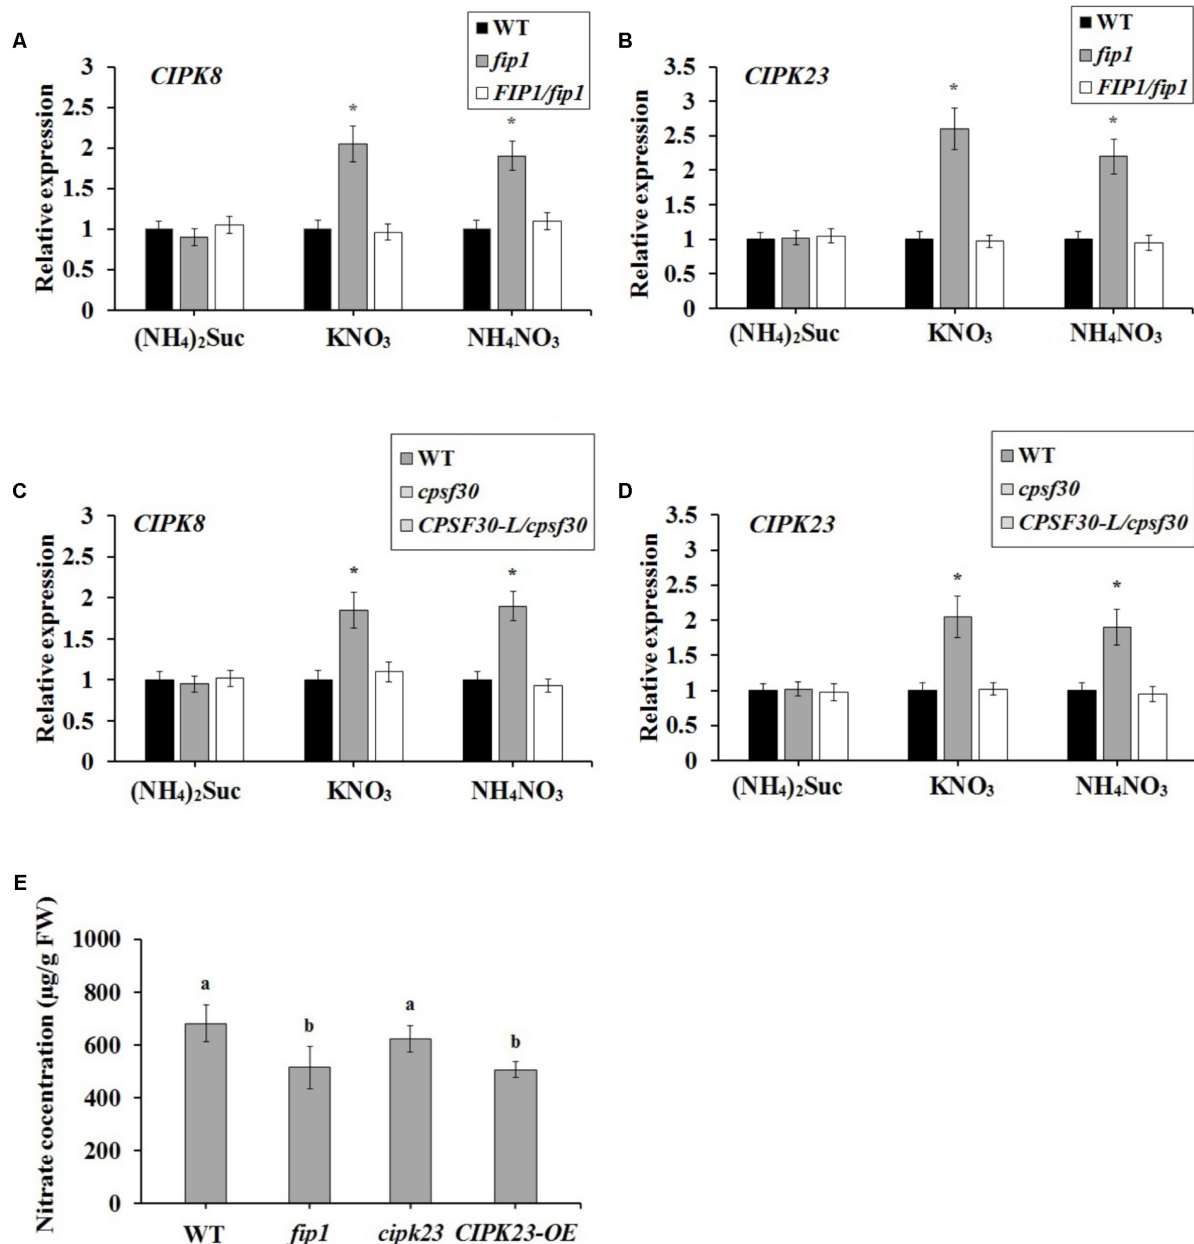 A
CIPK8
WT
fip1
FIP1/fip1
Relative expression
3
2.5
2
1.5
1
0.5
0
*
*
(NH₄)₂Suc
KNO₃
NH₄NO₃
B
CIPK23
WT
fip1
FIP1/fip1
Relative expression
3.5
3
2.5
2
1.5
1
0.5
0
*
*
(NH₄)₂Suc
KNO₃
NH₄NO₃
C
CIPK8
WT
cpsf30
CPSF30-L/cpsf30
Relative expression
3
2.5
2
1.5
1
0.5
0
*
*
(NH₄)₂Suc
KNO₃
NH₄NO₃
D
CIPK23
WT
cpsf30
CPSF30-L/cpsf30
Relative expression
3.5
3
2.5
2
1.5
1
0.5
0
*
*
(NH₄)₂Suc
KNO₃
NH₄NO₃
E
Nitrate cocentration (µg/g FW)
1000
800
600
400
200
0
a
b
a
b
WT
fip1
cipk23
CIPK23-OE